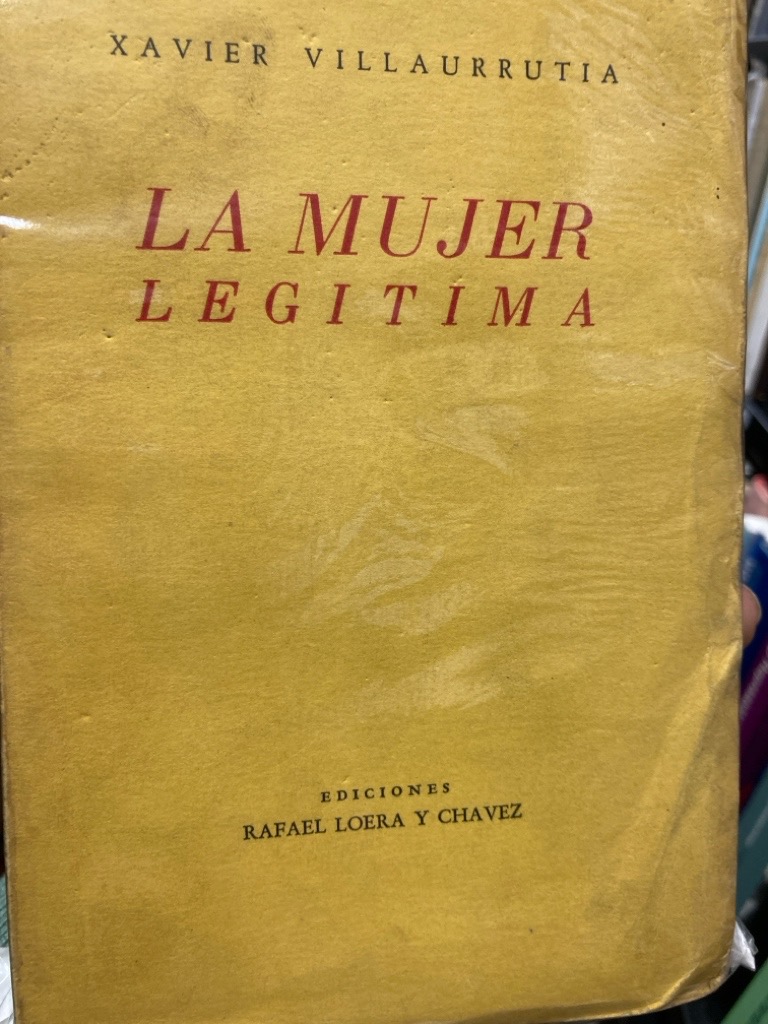 XAVIER VILLAURRUTIA
LA MUJER
LEGITIMA
EDICIONES
RAFAEL LOERA Y CHAVEZ